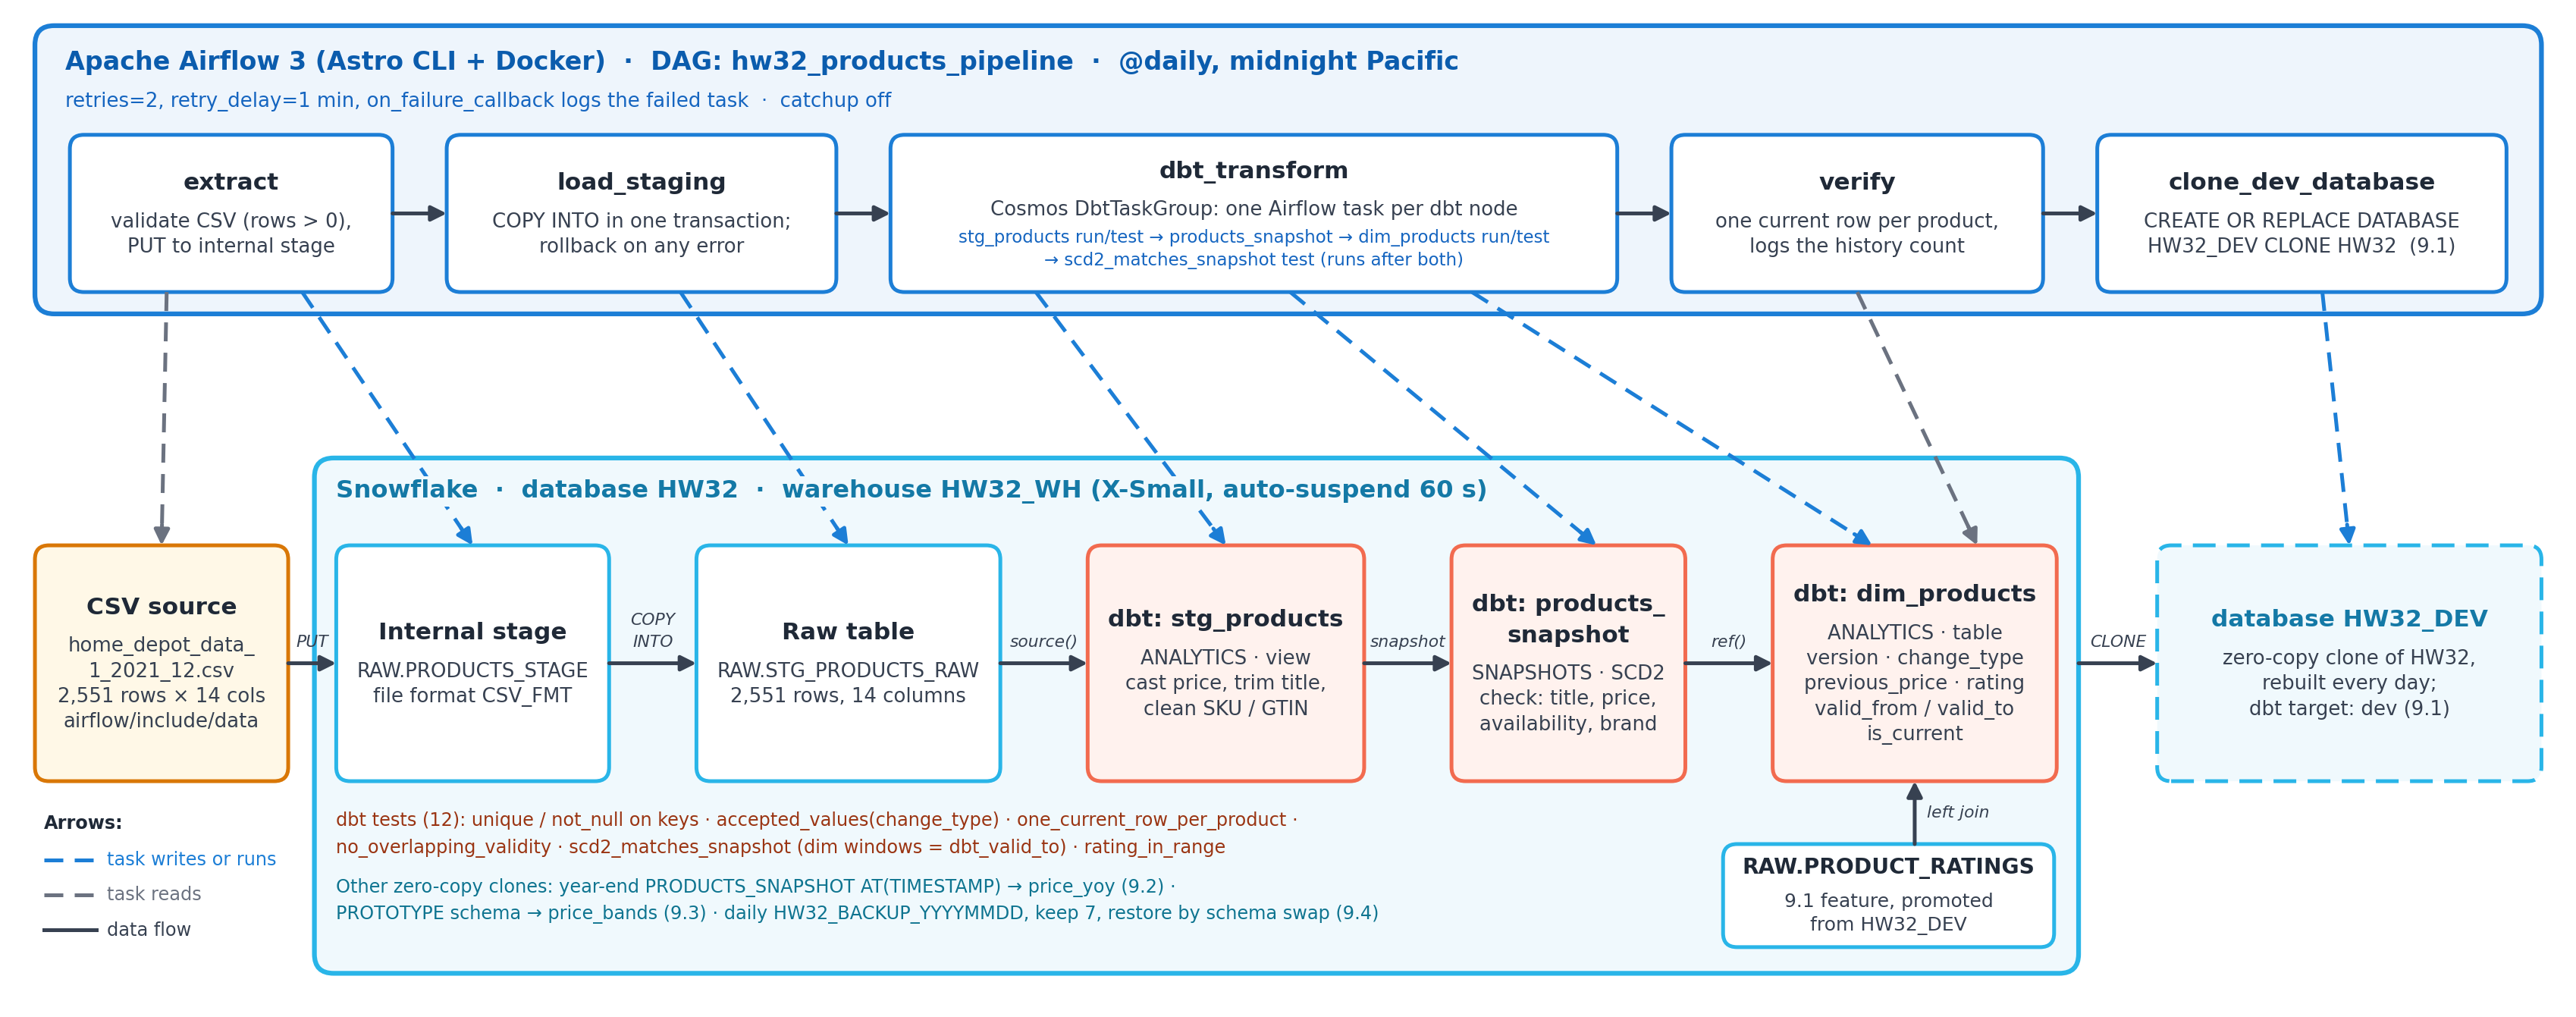 Apache Airflow 3 (Astro CLI + Docker) · DAG: hw32_products_pipeline · @daily, midnight Pacific
retries=2, retry_delay=1 min, on_failure_callback logs the failed task · catchup off
extract
validate CSV (rows > 0),
PUT to internal stage
load_staging
COPY INTO in one transaction;
rollback on any error
dbt_transform
Cosmos DbtTaskGroup: one Airflow task per dbt node
stg_products run/test → products_snapshot → dim_products run/test
→ scd2_matches_snapshot test (runs after both)
verify
one current row per product,
logs the history count
clone_dev_database
CREATE OR REPLACE DATABASE
HW32_DEV CLONE HW32 (9.1)
Snowflake · database HW32 · warehouse HW32_WH (X-Small, auto-suspend 60 s)
CSV source
home_depot_data_
1_2021_12.csv
2,551 rows × 14 cols
airflow/include/data
PUT
Internal stage
RAW.PRODUCTS_STAGE
file format CSV_FMT
COPY
INTO
Raw table
RAW.STG_PRODUCTS_RAW
2,551 rows, 14 columns
source()
dbt: stg_products
ANALYTICS · view
cast price, trim title,
clean SKU / GTIN
snapshot
dbt: products_
snapshot
SNAPSHOTS · SCD2
check: title, price,
availability, brand
ref()
dbt: dim_products
ANALYTICS · table
version · change_type
previous_price · rating
valid_from / valid_to
is_current
CLONE
database HW32_DEV
zero-copy clone of HW32,
rebuilt every day;
dbt target: dev (9.1)
left join
RAW.PRODUCT_RATINGS
9.1 feature, promoted
from HW32_DEV
dbt tests (12): unique / not_null on keys · accepted_values(change_type) · one_current_row_per_product ·
no_overlapping_validity · scd2_matches_snapshot (dim windows = dbt_valid_to) · rating_in_range
Other zero-copy clones: year-end PRODUCTS_SNAPSHOT AT(TIMESTAMP) → price_yoy (9.2) ·
PROTOTYPE schema → price_bands (9.3) · daily HW32_BACKUP_YYYYMMDD, keep 7, restore by schema swap (9.4)
Arrows:
task writes or runs
task reads
data flow